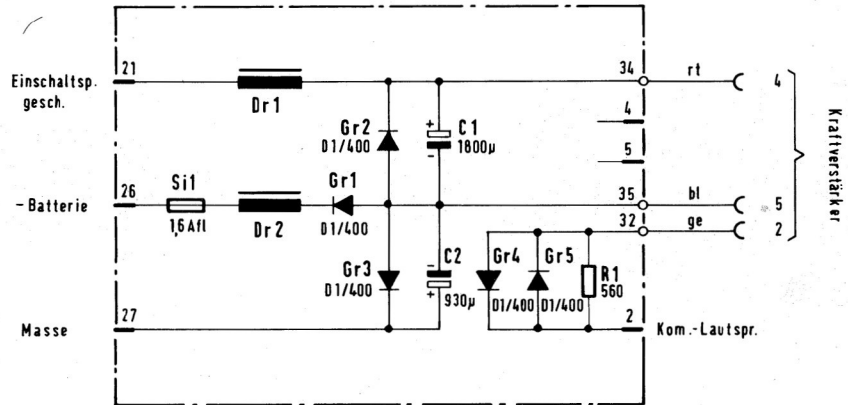 21
34
rt
4
Einschaltsp.
gesch.
Dr1
Gr2
D1/400
+
-
C1
1800µ
4
5
26
Si1
Gr1
35
bl
5
-Batterie
1,6 Afl
Dr2
D1/400
32
ge
2
Gr3
D1/400
-
+
C2
930µ
Gr4
D1/400
Gr5
D1/400
R1
560
27
2
Masse
Kom.-Lautspr.
Kraftverstärker